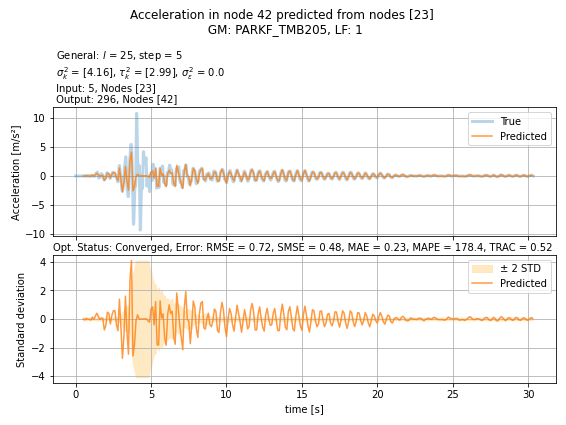 Acceleration in node 42 predicted from nodes [23]
GM: PARKF_TMB205, LF: 1
General: l = 25, step = 5
σ²ₖ = [4.16], τ²ₖ = [2.99], σ²ε = 0.0
Input: 5, Nodes [23]
Output: 296, Nodes [42]
Acceleration [m/s²]
10
5
0
−5
−10
True
Predicted
Opt. Status: Converged, Error: RMSE = 0.72, SMSE = 0.48, MAE = 0.23, MAPE = 178.4, TRAC = 0.52
Standard deviation
4
2
0
−2
−4
± 2 STD
Predicted
0 5 10 15 20 25 30
time [s]